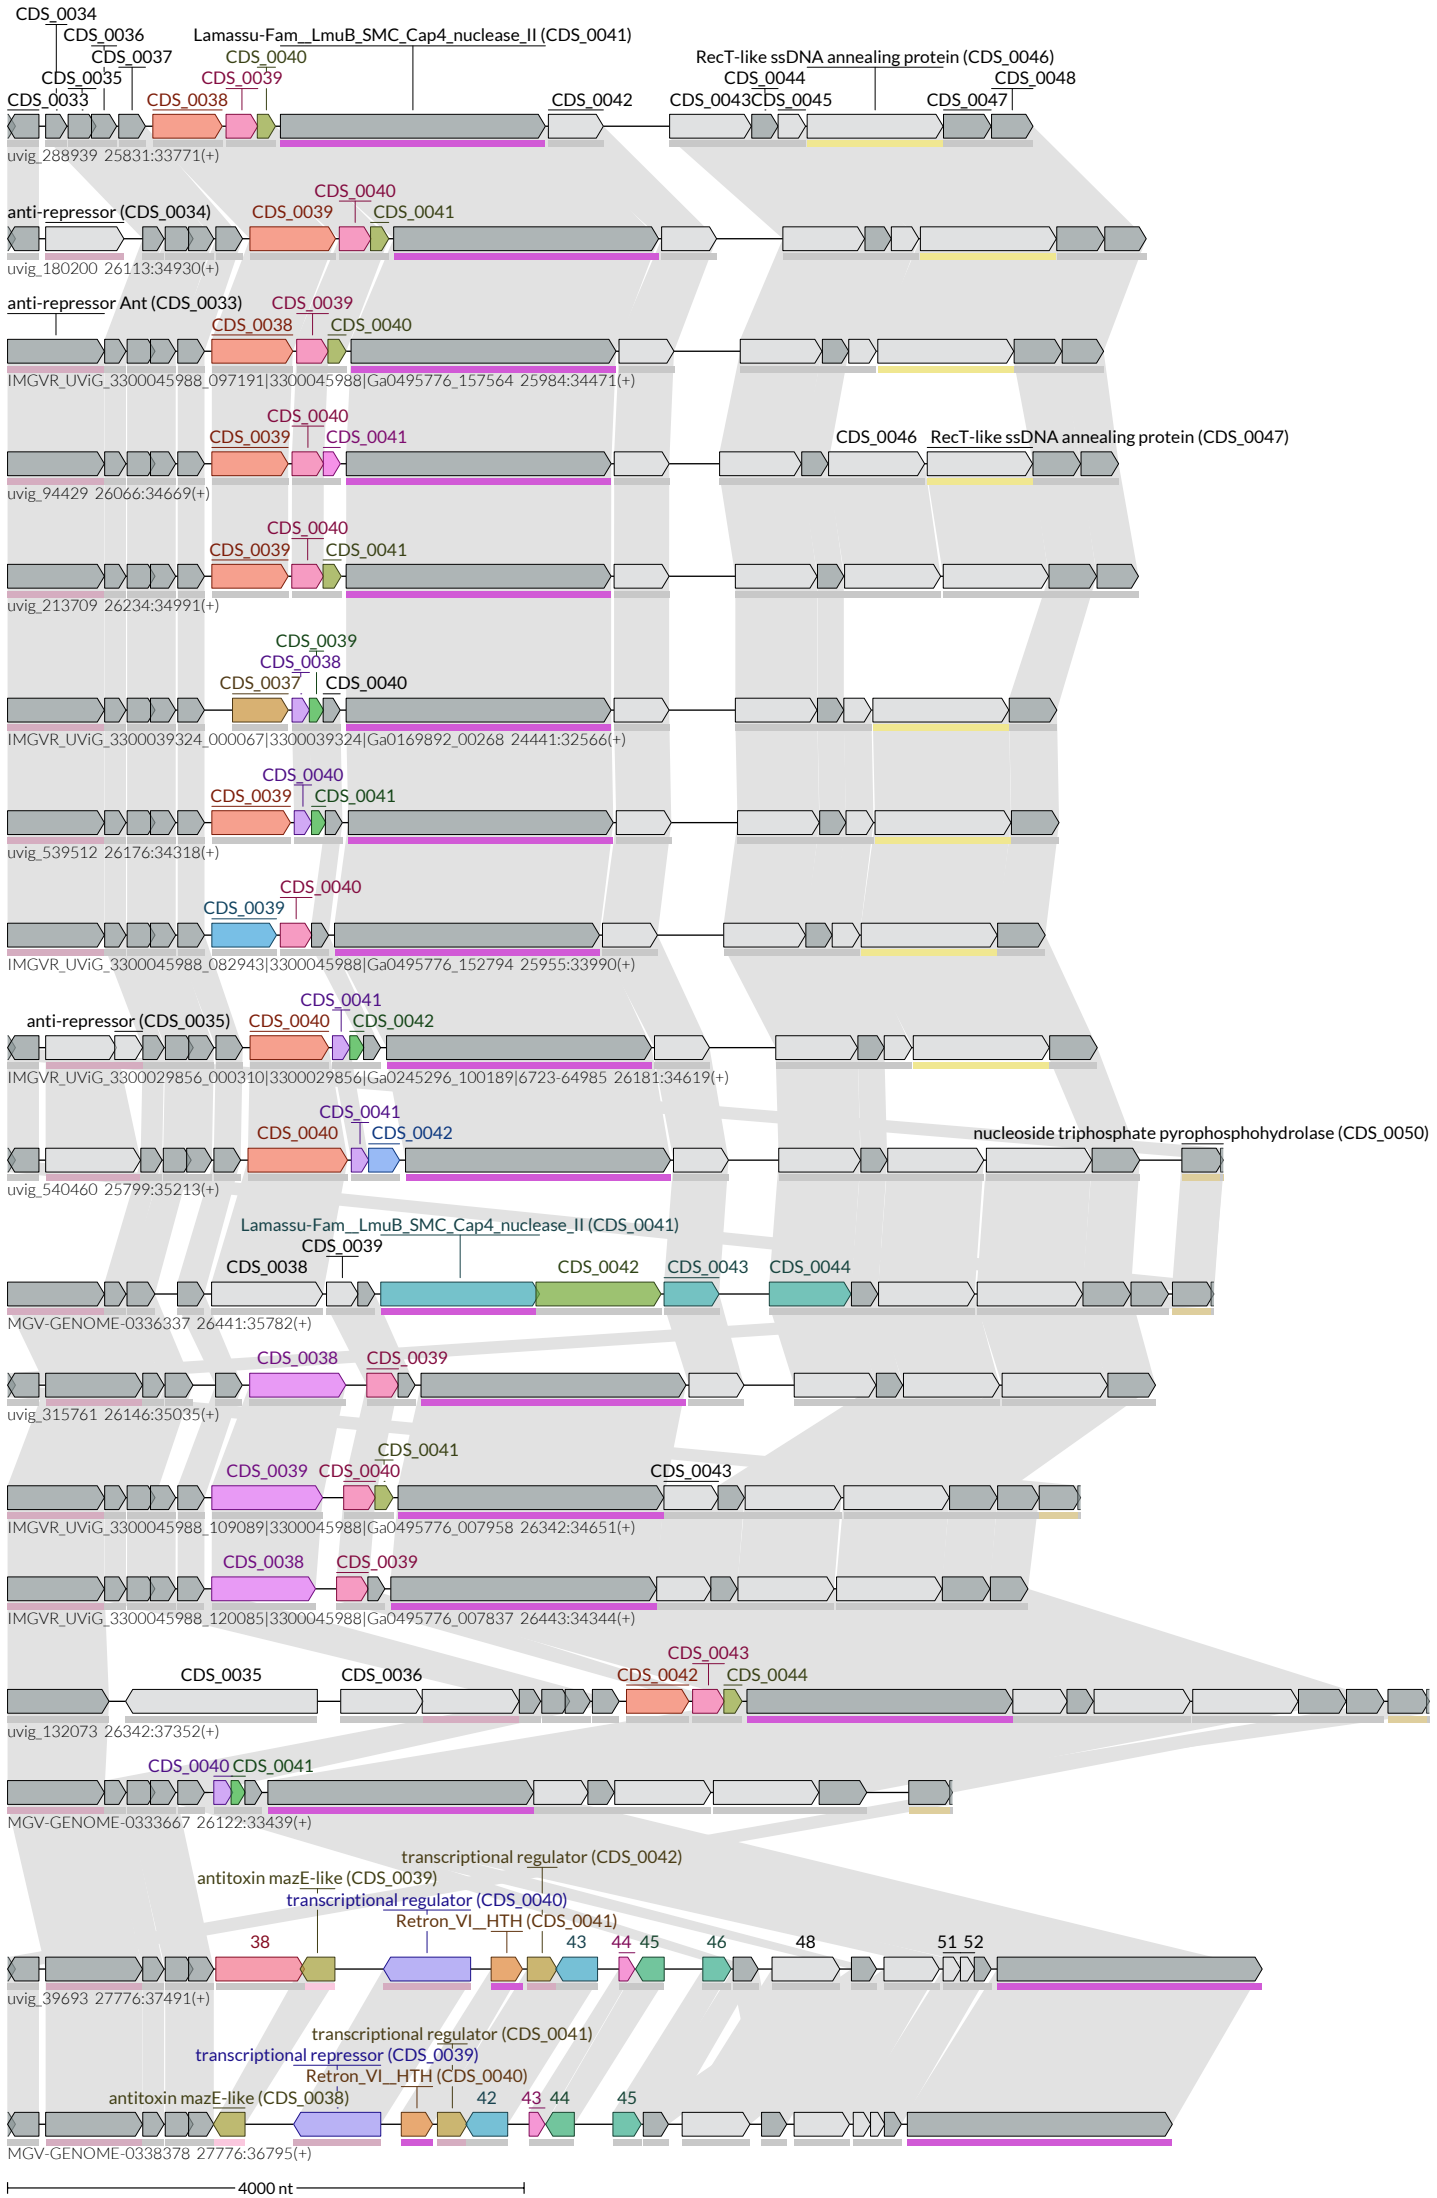 CDS_0034
CDS_0036 Lamassu-Fam__LmuB_SMC_Cap4_nuclease_II (CDS_0041)
CDS_0037 CDS_0040 RecT-like ssDNA annealing protein (CDS_0046)
CDS_0035 CDS_0039 CDS_0044 CDS_0048
CDS_0033 CDS_0038 CDS_0042 CDS_0043 CDS_0045 CDS_0047
uvig_288939 25831:33771(+)
CDS_0040
anti-repressor (CDS_0034) CDS_0039 CDS_0041
uvig_180200 26113:34930(+)
anti-repressor Ant (CDS_0033) CDS_0039
CDS_0038 CDS_0040
IMGVR_UViG_3300045988_097191|3300045988|Ga0495776_157564 25984:34471(+)
CDS_0040
CDS_0039 CDS_0041 CDS_0046 RecT-like ssDNA annealing protein (CDS_0047)
uvig_94429 26066:34669(+)
CDS_0040
CDS_0039 CDS_0041
uvig_213709 26234:34991(+)
CDS_0039
CDS_0038
CDS_0037 CDS_0040
IMGVR_UViG_3300039324_000067|3300039324|Ga0169892_00268 24441:32566(+)
CDS_0040
CDS_0039 CDS_0041
uvig_539512 26176:34318(+)
CDS_0040
CDS_0039
IMGVR_UViG_3300045988_082943|3300045988|Ga0495776_152794 25955:33990(+)
CDS_0041
anti-repressor (CDS_0035) CDS_0040 CDS_0042
IMGVR_UViG_3300029856_000310|3300029856|Ga0245296_100189|6723-64985 26181:34619(+)
CDS_0041
CDS_0040 CDS_0042 nucleoside triphosphate pyrophosphohydrolase (CDS_0050)
uvig_540460 25799:35213(+)
Lamassu-Fam__LmuB_SMC_Cap4_nuclease_II (CDS_0041)
CDS_0039
CDS_0038 CDS_0042 CDS_0043 CDS_0044
MGV-GENOME-0336337 26441:35782(+)
CDS_0038 CDS_0039
uvig_315761 26146:35035(+)
CDS_0041
CDS_0039 CDS_0040 CDS_0043
IMGVR_UViG_3300045988_109089|3300045988|Ga0495776_007958 26342:34651(+)
CDS_0038 CDS_0039
IMGVR_UViG_3300045988_120085|3300045988|Ga0495776_007837 26443:34344(+)
CDS_0043
CDS_0035 CDS_0036 CDS_0042 CDS_0044
uvig_132073 26342:37352(+)
CDS_0040 CDS_0041
MGV-GENOME-0333667 26122:33439(+)
transcriptional regulator (CDS_0042)
antitoxin mazE-like (CDS_0039)
transcriptional regulator (CDS_0040)
Retron_VI__HTH (CDS_0041)
38 43 44 45 46 48 51 52
uvig_39693 27776:37491(+)
transcriptional regulator (CDS_0041)
transcriptional repressor (CDS_0039)
Retron_VI__HTH (CDS_0040)
antitoxin mazE-like (CDS_0038) 42 43 44 45
MGV-GENOME-0338378 27776:36795(+)
4000 nt